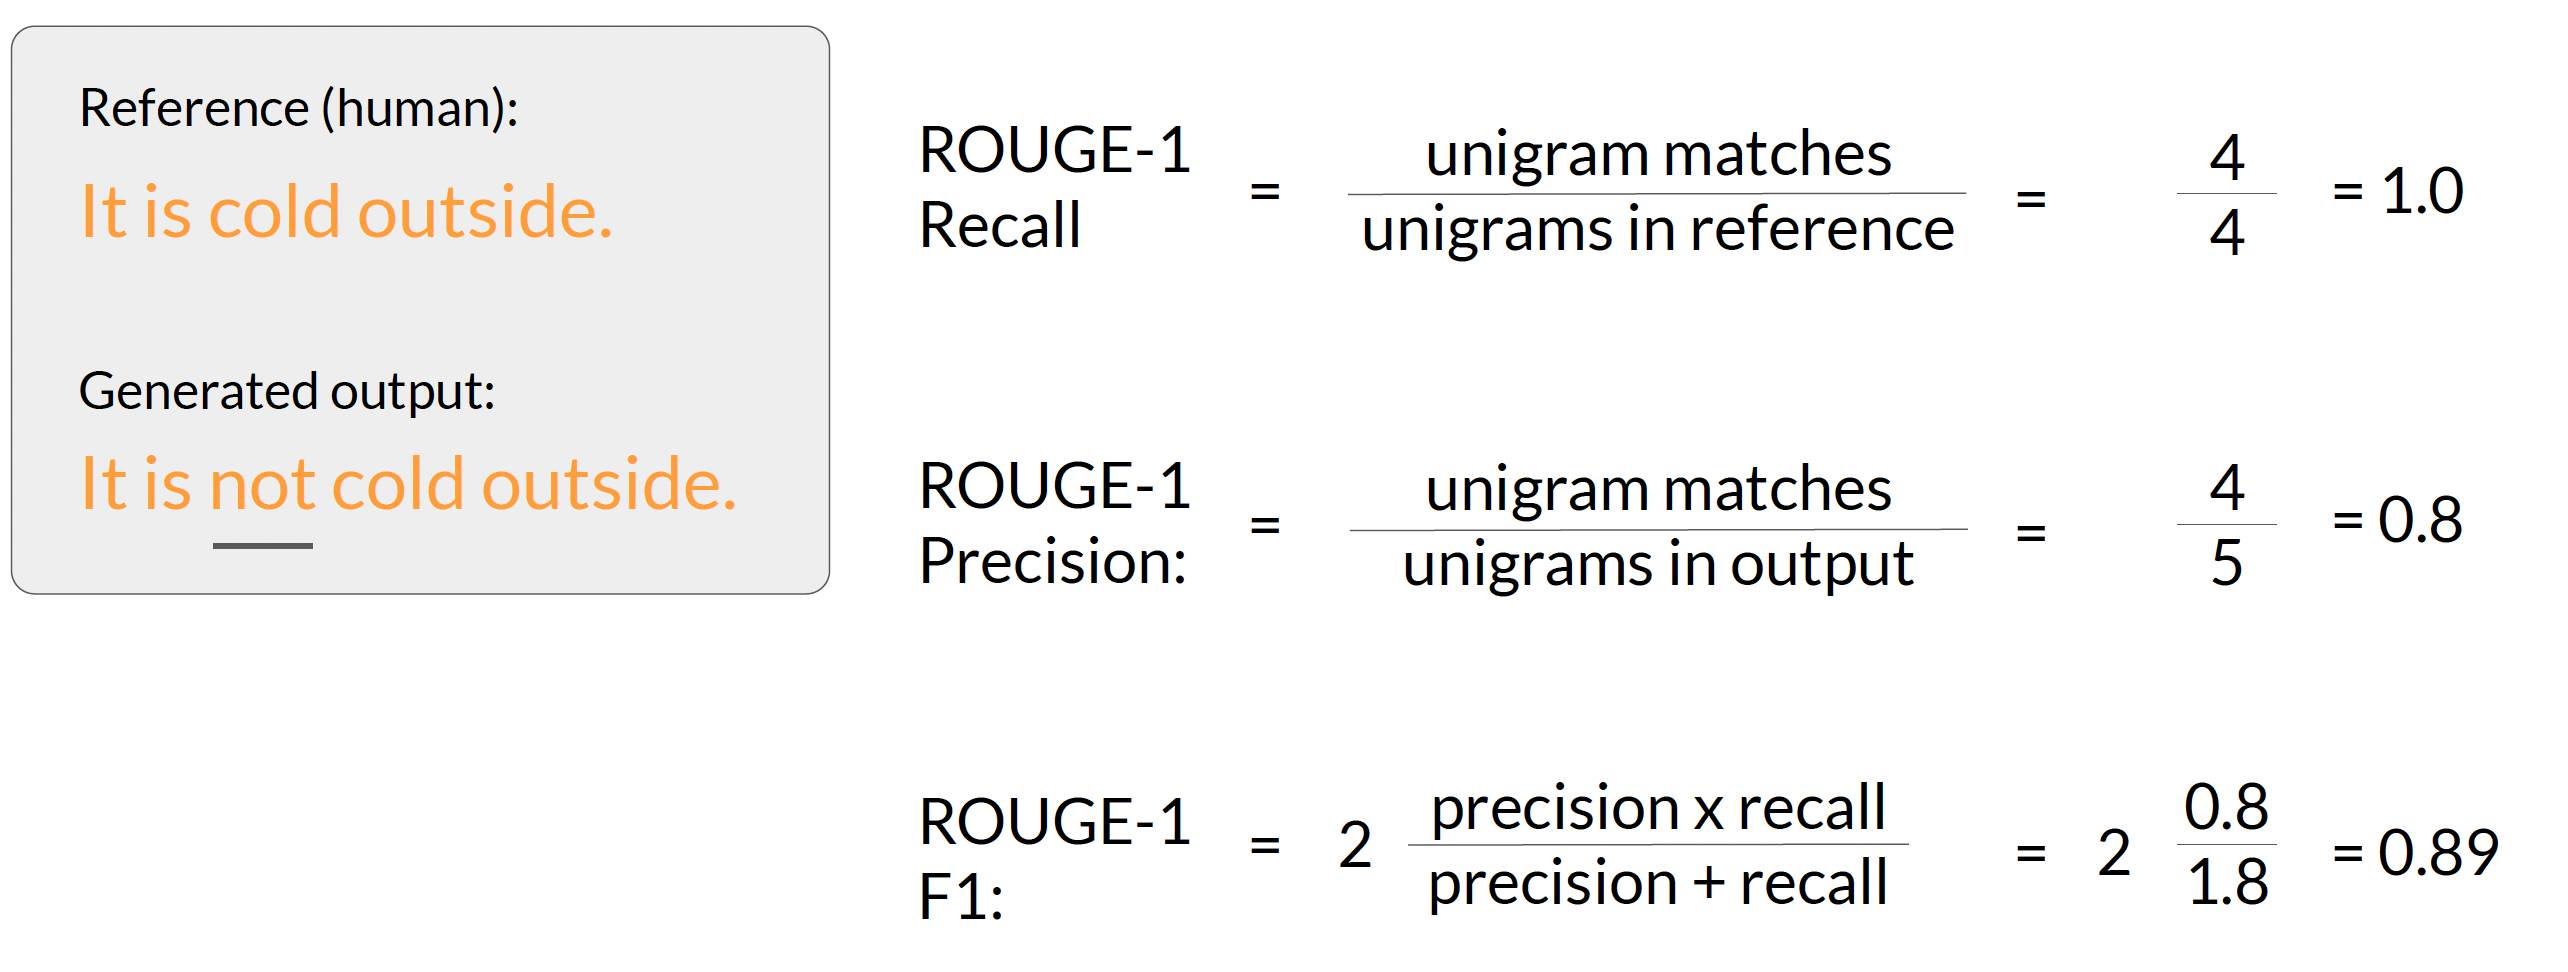 Reference (human):
It is cold outside.
Generated output:
It is not cold outside.
ROUGE-1
Recall
=
unigram matches
unigrams in reference
=
4
4
= 1.0
ROUGE-1
Precision:
=
unigram matches
unigrams in output
=
4
5
= 0.8
ROUGE-1
F1:
=
2
precision x recall
precision + recall
=
2
0.8
1.8
= 0.89